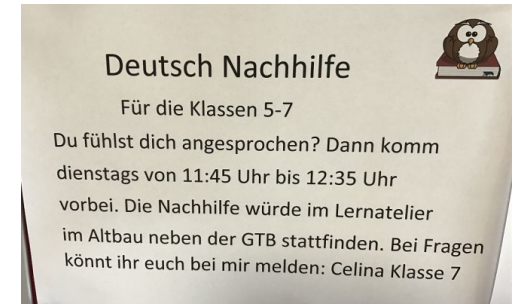 Deutsch Nachhilfe
Für die Klassen 5-7
Du fühlst dich angesprochen? Dann komm
dienstags von 11:45 Uhr bis 12:35 Uhr
vorbei. Die Nachhilfe würde im Lernatelier
im Altbau neben der GTB stattfinden. Bei Fragen
könnt ihr euch bei mir melden: Celina Klasse 7